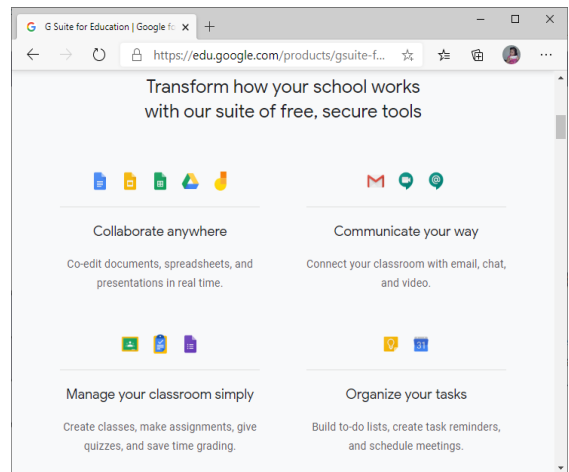 G Suite for Education | Google fo
https://edu.google.com/products/gsuite-f...
Transform how your school works
with our suite of free, secure tools
Collaborate anywhere
Co-edit documents, spreadsheets, and
presentations in real time.
Communicate your way
Connect your classroom with email, chat,
and video.
Manage your classroom simply
Create classes, make assignments, give
quizzes, and save time grading.
31
Organize your tasks
Build to-do lists, create task reminders,
and schedule meetings.